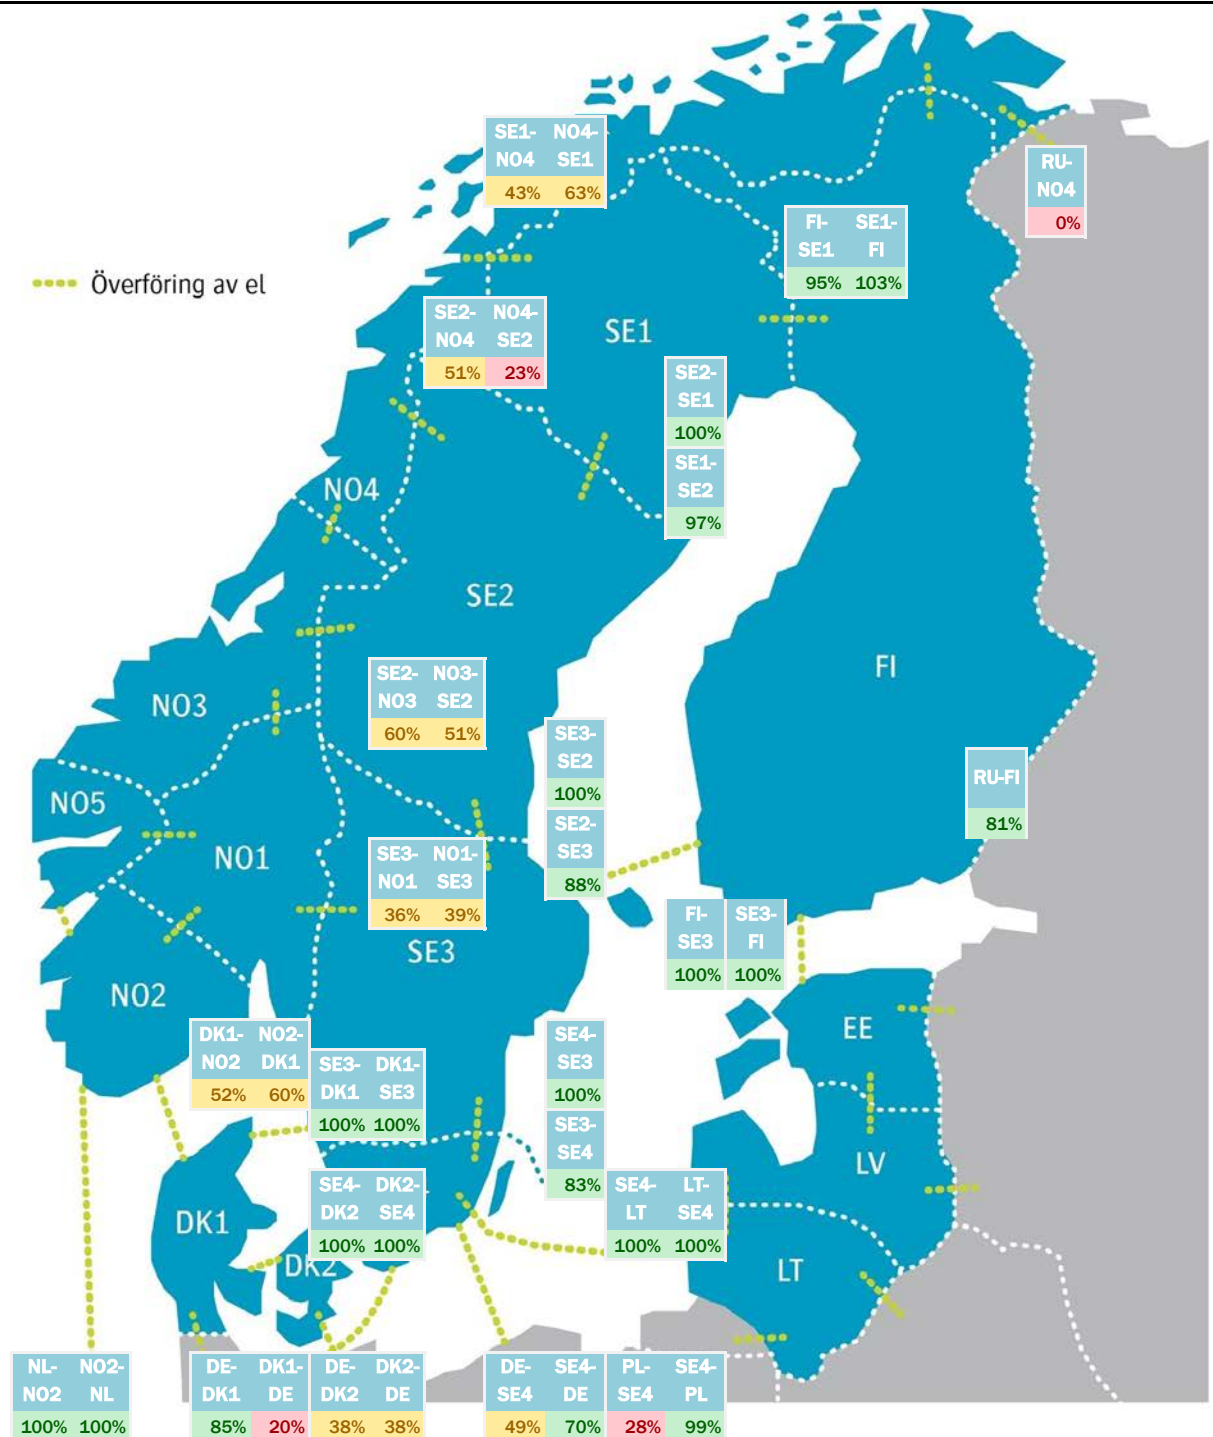 SE1- NO4-
NO4 SE1
43% 63%
RU-
NO4
0%
FI- SE1-
SE1 FI
95% 103%
Överföring av el
SE2- NO4-
NO4 SE2
51% 23%
SE1
SE2-
SE1
100%
SE1-
SE2
97%
NO4
SE2
FI
SE2- NO3-
NO3 SE2
60% 51%
NO3
SE3-
SE2
100%
SE2-
SE3
88%
RU-FI
81%
NO5
NO1
SE3- NO1-
NO1 SE3
36% 39%
SE3
FI- SE3-
SE3 FI
100% 100%
NO2
EE
DK1- NO2-
NO2 DK1
52% 60%
SE3- DK1-
DK1 SE3
100% 100%
SE4-
SE3
100%
SE3-
SE4
83%
LV
SE4- DK2-
DK2 SE4
100% 100%
SE4- LT-
LT SE4
100% 100%
DK1
DK2
LT
NL- NO2-
NO2 NL
100% 100%
DE- DK1-
DK1 DE
85% 20%
DE- DK2-
DK2 DE
38% 38%
DE- SE4-
SE4 DE
49% 70%
PL- SE4-
SE4 PL
28% 99%